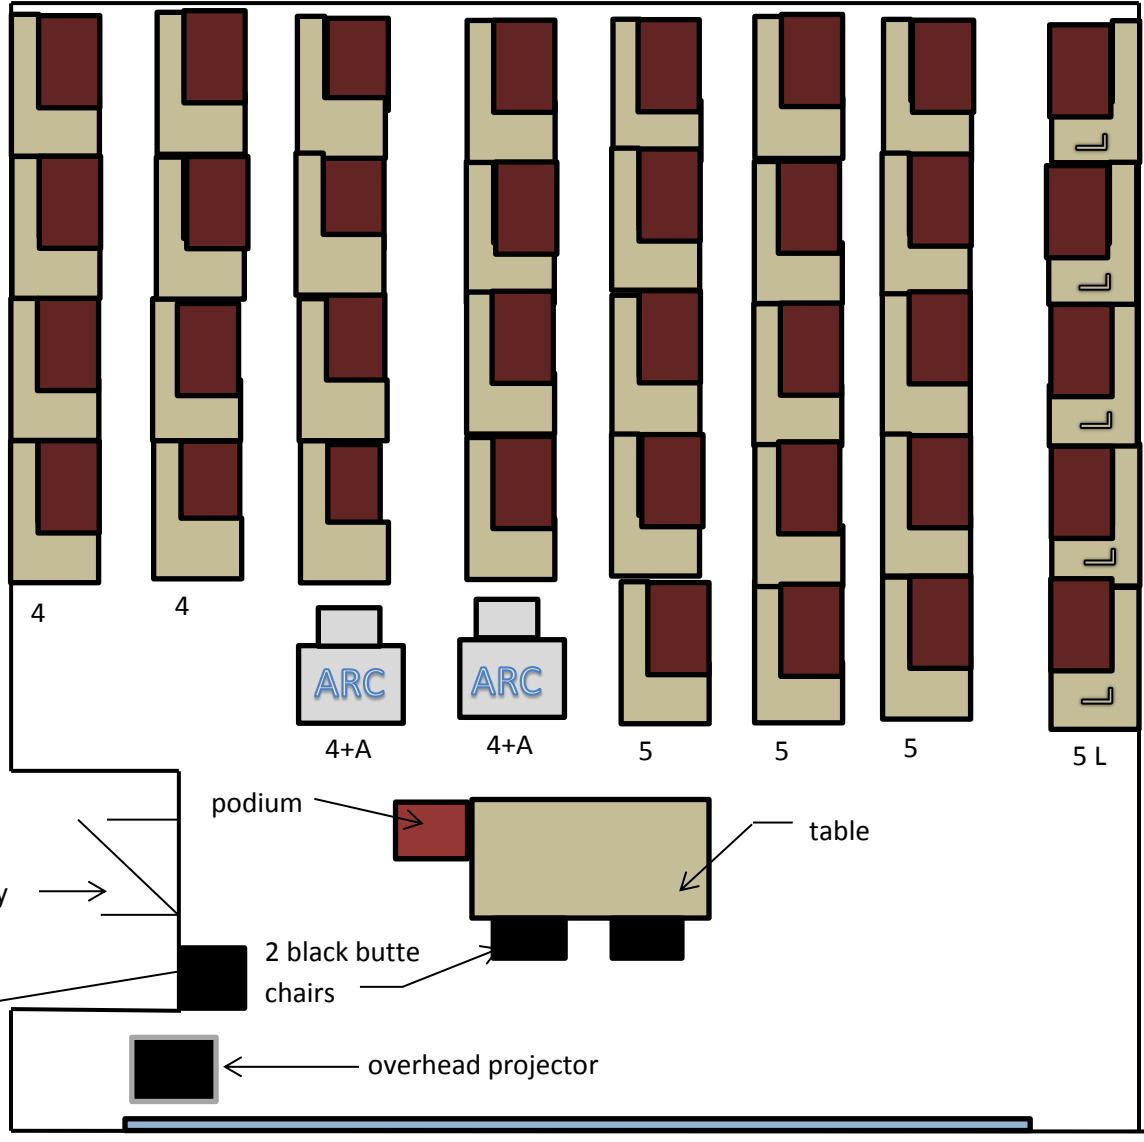 L
L
L
L
L
4
4
ARC
ARC
4+A
4+A
5
5
5
5 L
podium
table
y
2 black butte
chairs
overhead projector